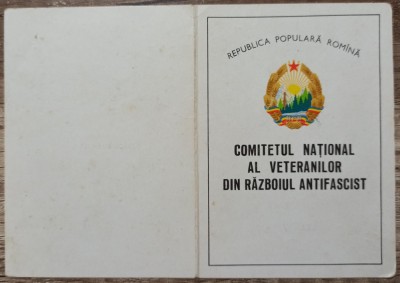 REPUBLICA POPULARĂ ROMÎNĂ
COMITETUL NAȚIONAL
AL VETERANILOR
DIN RĂZBOIUL ANTIFASCIST